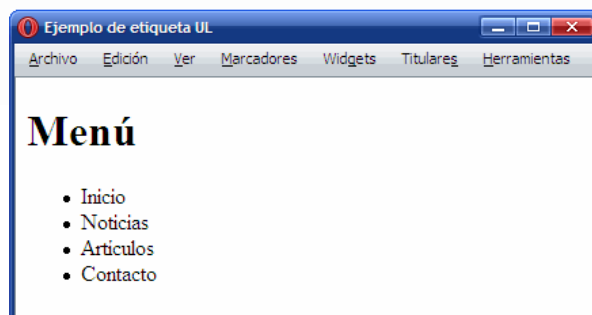 Ejemplo de etiqueta UL
Archivo Edición Ver Marcadores Widgets Titulares Herramientas
Menú
Inicio
Noticias
Artículos
Contacto